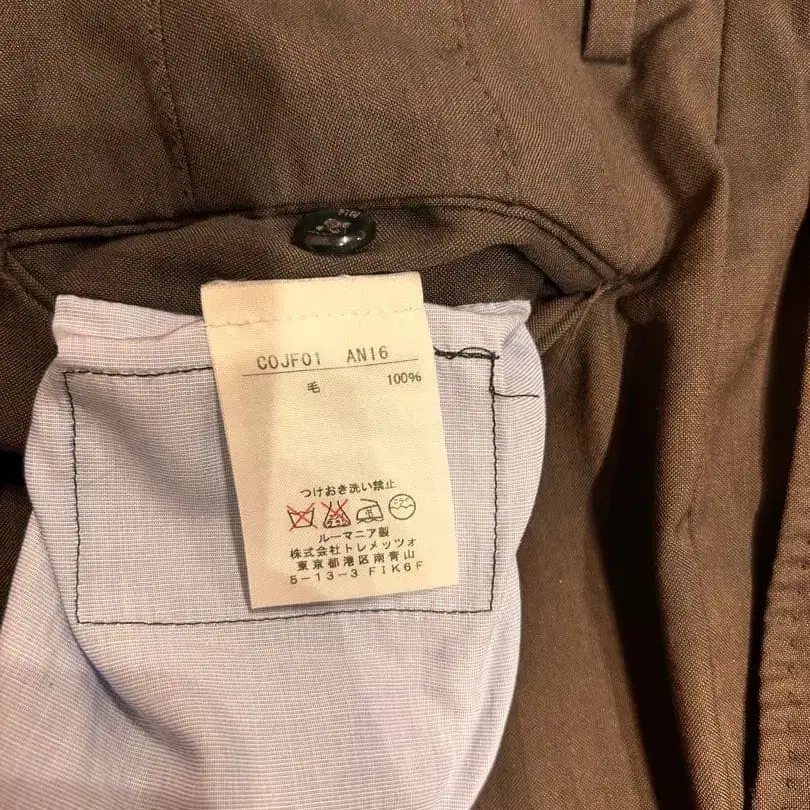 COJF01 AN16
毛 100%
つけおき洗い禁止
ルーマニア製
株式会社トレメッツォ
東京都港区南青山
5-13-3 FIK6F